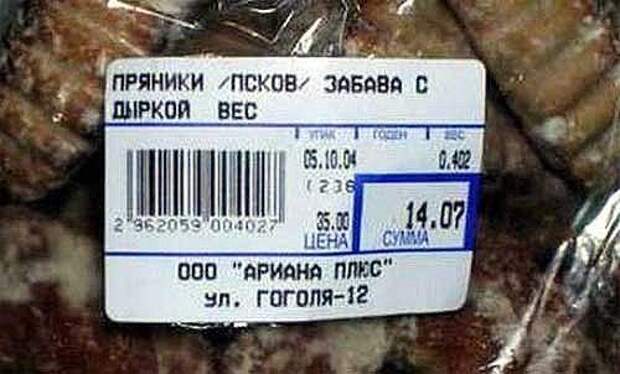 ПРЯНИКИ /ПСКОВ/ ЗАБАВА С
ДЫРКОЙ ВЕС
УПАК ГОДЕН ВЕС
05.10.04 0.402
(236
2 962059 004027
35.00 14.07
ЦЕНА СУММА
ООО "АРИАНА ПЛЮС"
УЛ. ГОГОЛЯ-12